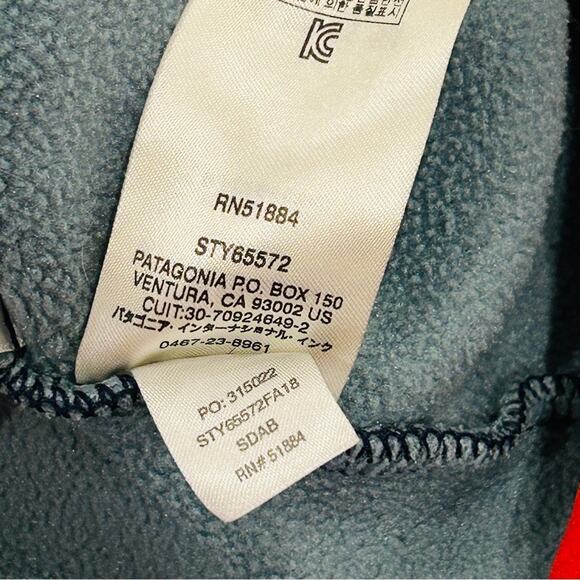 RN51884
STY65572
PATAGONIA P.O. BOX 150
VENTURA, CA 93002 US
CUIT:30-70924649-2
パタゴニア・インターナショナル・インク
0467-23-8961
PO: 315022
STY65572FA18
SDAB
RN# 51884